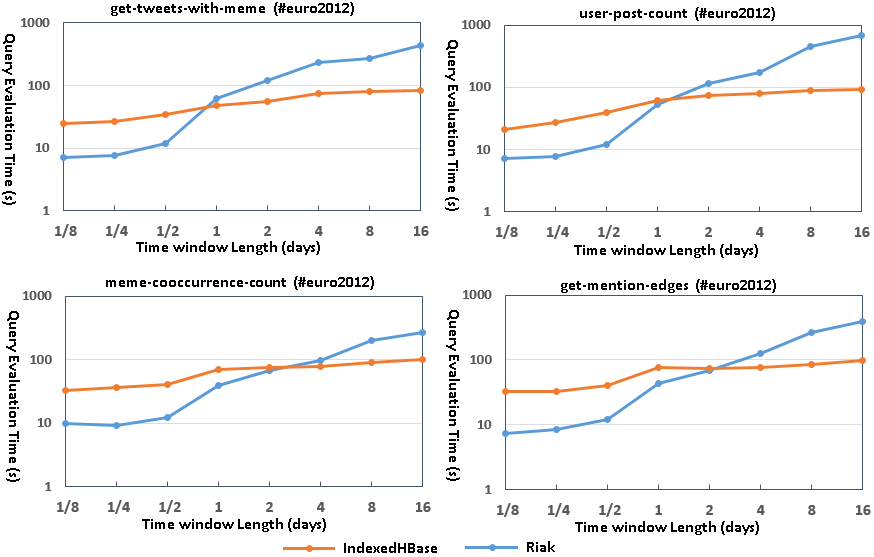 get-tweets-with-meme (#euro2012)
Query Evaluation Time (s)
1000
100
10
1
1/8 1/4 1/2 1 2 4 8 16
Time window Length (days)
user-post-count (#euro2012)
Query Evaluation Time (s)
1000
100
10
1
1/8 1/4 1/2 1 2 4 8 16
Time window Length (days)
meme-cooccurrence-count (#euro2012)
Query Evaluation Time (s)
1000
100
10
1
1/8 1/4 1/2 1 2 4 8 16
Time window Length (days)
get-mention-edges (#euro2012)
Query Evaluation Time (s)
1000
100
10
1
1/8 1/4 1/2 1 2 4 8 16
Time window Length (days)
IndexedHBase Riak